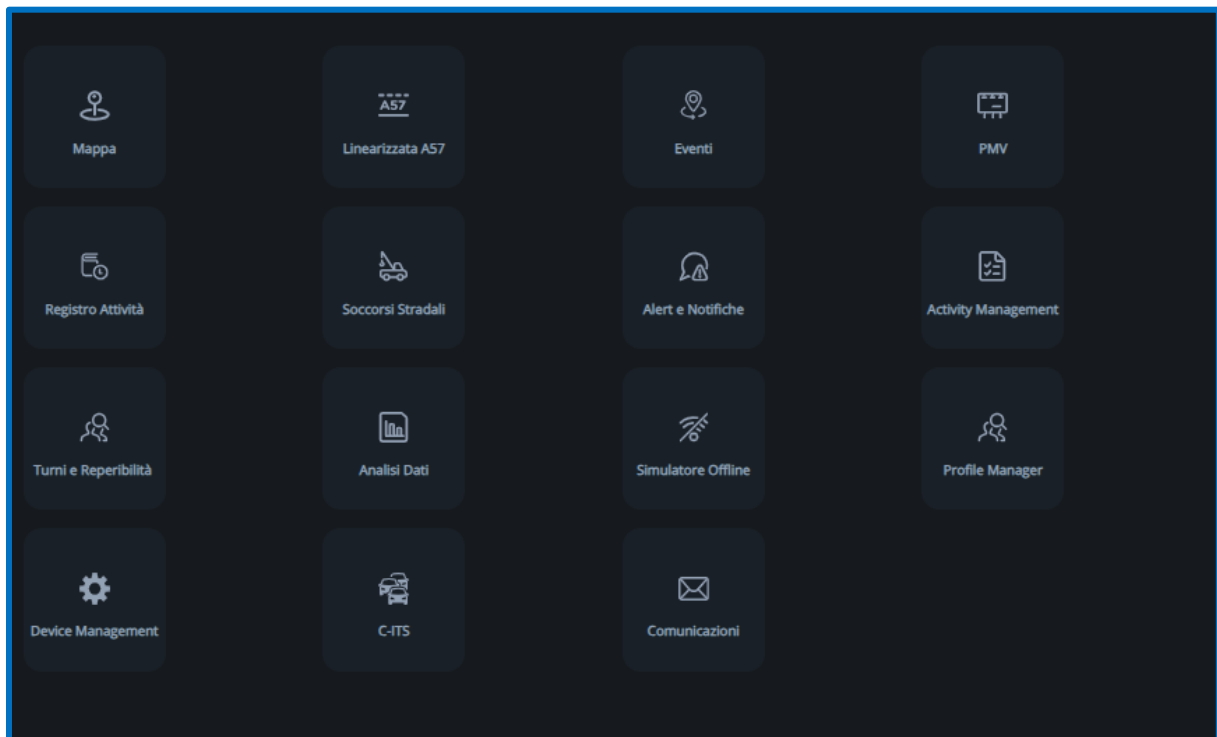 Mappa
A57
Linearizzata A57
Eventi
PMV
Registro Attività
Soccorsi Stradali
Alert e Notifiche
Activity Management
Turni e Reperibilità
Analisi Dati
Simulatore Offline
Profile Manager
Device Management
C-ITS
Comunicazioni